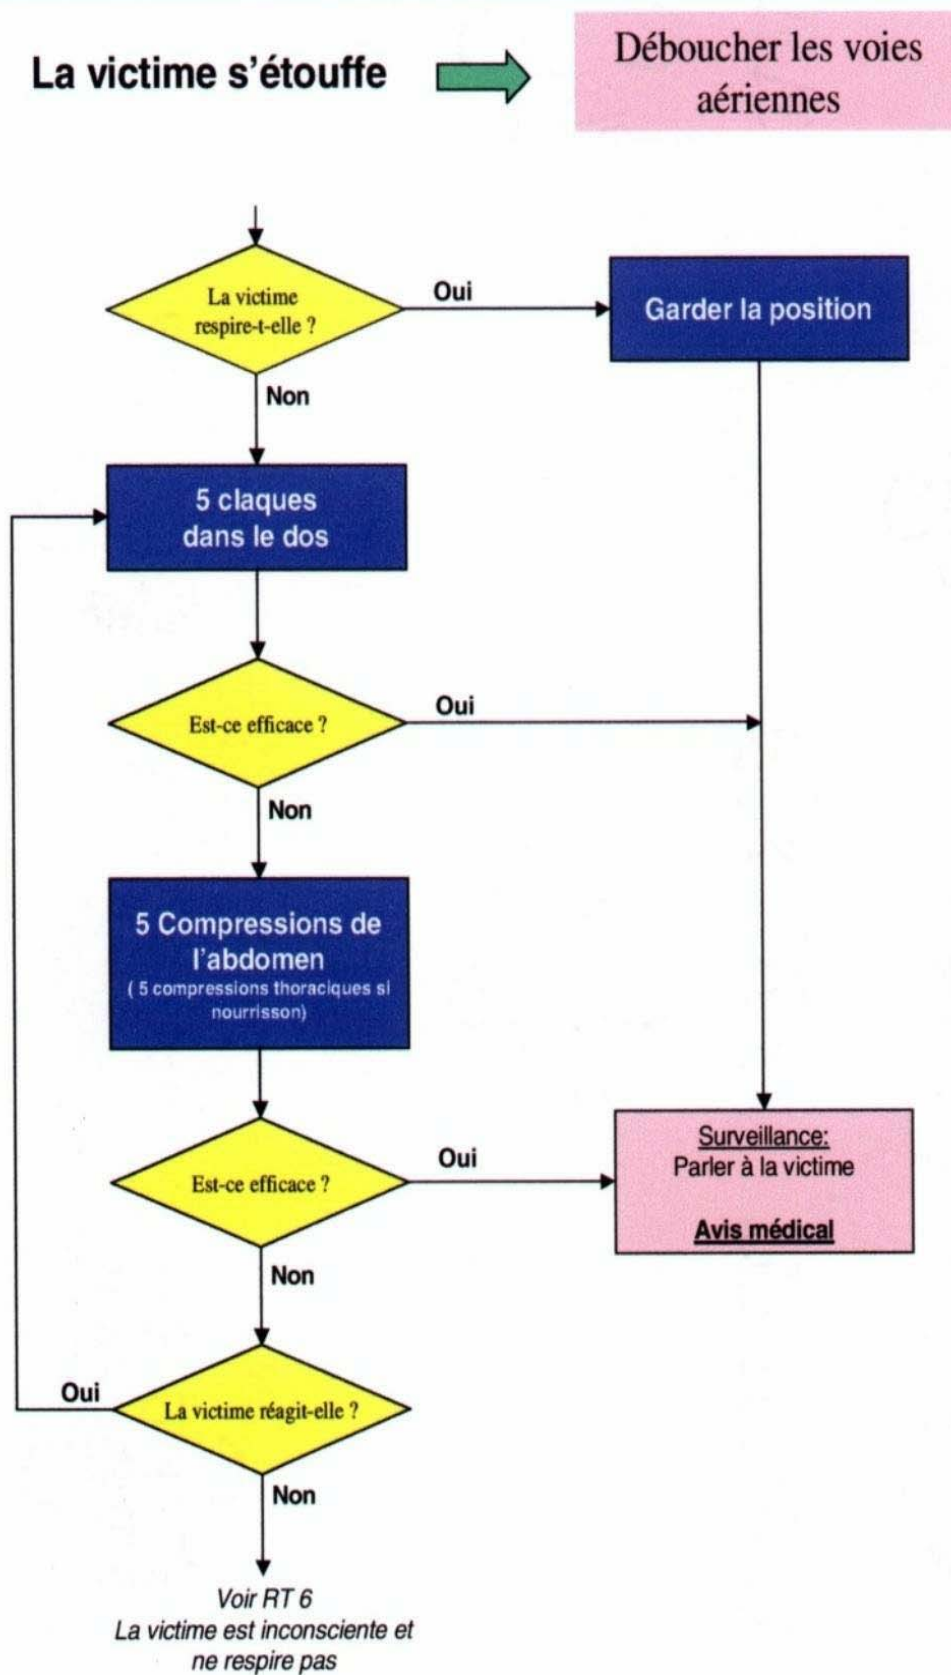 La victime s'étouffe
Déboucher les voies
aériennes
La victime
respire-t-elle ?
Oui
Garder la position
Non
5 claques
dans le dos
Est-ce efficace ?
Oui
Non
5 Compressions de
l'abdomen
( 5 compressions thoraciques si
nourrisson)
Est-ce efficace ?
Oui
Surveillance:
Parler à la victime
Avis médical
Non
La victime réagit-elle ?
Oui
Non
Voir RT 6
La victime est inconsciente et
ne respire pas